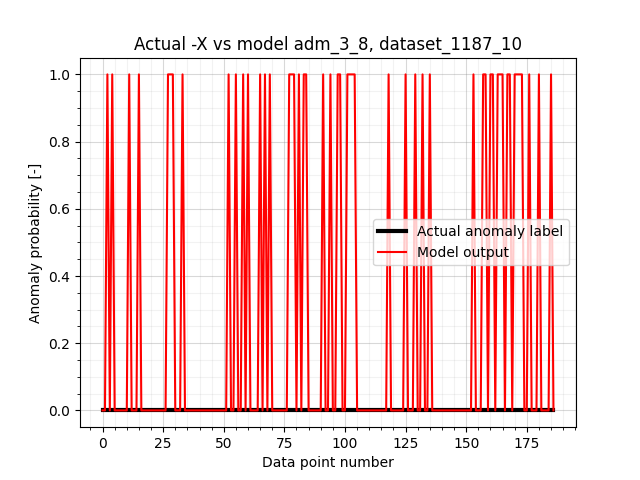 Actual -X vs model adm_3_8, dataset_1187_10
Anomaly probability [-]
1.0
0.8
0.6
0.4
0.2
0.0
Actual anomaly label
Model output
0 25 50 75 100 125 150 175
Data point number